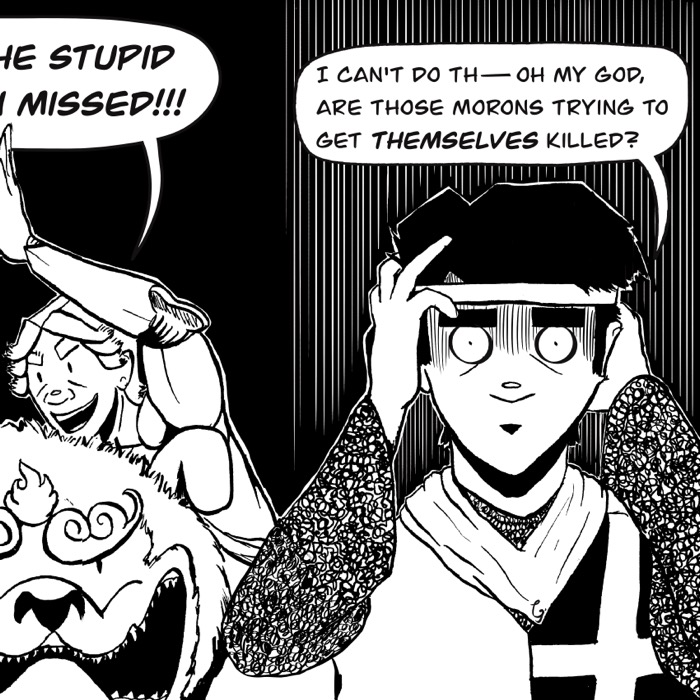 HE STUPID
MISSED!!!
I CAN'T DO TH— OH MY GOD,
ARE THOSE MORONS TRYING TO
GET THEMSELVES KILLED?